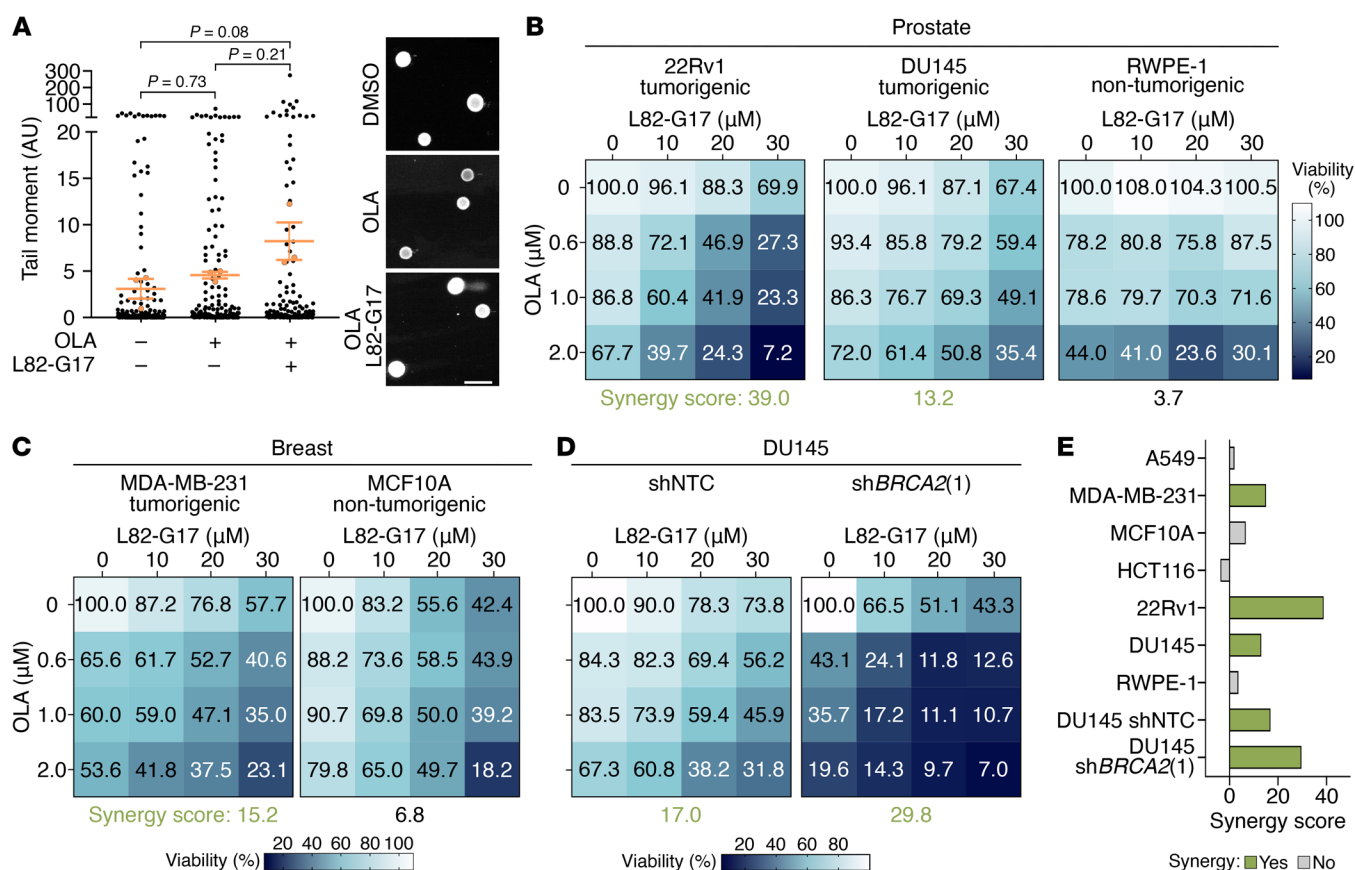 A
P = 0.08
P = 0.21
P = 0.73
300
200
100
20
15
10
5
0
Tail moment (AU)
OLA – + +
L82-G17 – – +
DMSO
OLA
OLA
L82-G17
B
Prostate
22Rv1
tumorigenic
L82-G17 (µM)
0 10 20 30
DU145
tumorigenic
L82-G17 (µM)
0 10 20 30
RWPE-1
non-tumorigenic
L82-G17 (µM)
0 10 20 30
OLA (µM)
0 100.0 96.1 88.3 69.9 100.0 96.1 87.1 67.4 100.0 108.0 104.3 100.5
0.6 88.8 72.1 46.9 27.3 93.4 85.8 79.2 59.4 78.2 80.8 75.8 87.5
1.0 86.8 60.4 41.9 23.3 86.3 76.7 69.3 49.1 78.6 79.7 70.3 71.6
2.0 67.7 39.7 24.3 7.2 72.0 61.4 50.8 35.4 44.0 41.0 23.6 30.1
Synergy score: 39.0 13.2 3.7
Viability
(%)
100
80
60
40
20
C
Breast
MDA-MB-231
tumorigenic
L82-G17 (µM)
0 10 20 30
MCF10A
non-tumorigenic
L82-G17 (µM)
0 10 20 30
OLA (µM)
0 100.0 87.2 76.8 57.7 100.0 83.2 55.6 42.4
0.6 65.6 61.7 52.7 40.6 88.2 73.6 58.5 43.9
1.0 60.0 59.0 47.1 35.0 90.7 69.8 50.0 39.2
2.0 53.6 41.8 37.5 23.1 79.8 65.0 49.7 18.2
Synergy score: 15.2 6.8
Viability (%) 20 40 60 80 100
D
DU145
shNTC
L82-G17 (µM)
0 10 20 30
shBRCA2(1)
L82-G17 (µM)
0 10 20 30
100.0 90.0 78.3 73.8 100.0 66.5 51.1 43.3
84.3 82.3 69.4 56.2 43.1 24.1 11.8 12.6
83.5 73.9 59.4 45.9 35.7 17.2 11.1 10.7
67.3 60.8 38.2 31.8 19.6 14.3 9.7 7.0
17.0 29.8
Viability (%) 20 40 60 80
E
A549
MDA-MB-231
MCF10A
HCT116
22Rv1
DU145
RWPE-1
DU145 shNTC
DU145
shBRCA2(1)
0 20 40
Synergy score
Synergy: Yes No